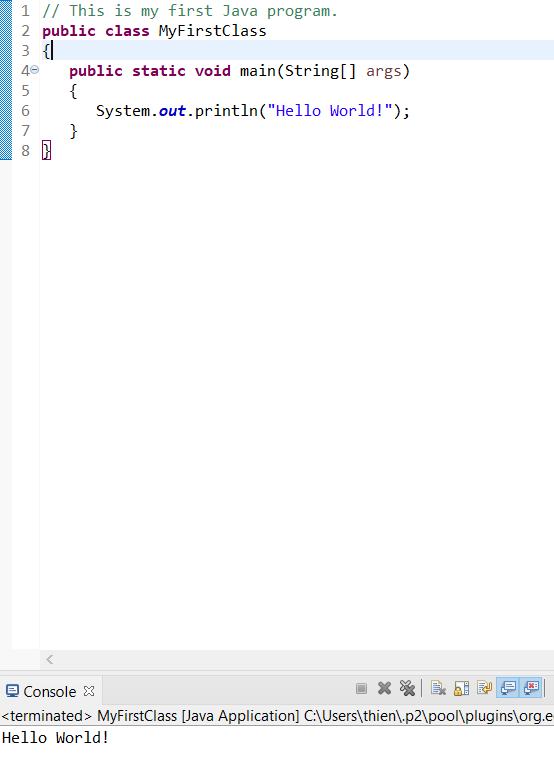 1 // This is my first Java program.
2 public class MyFirstClass
3 {
4 public static void main(String[] args)
5 {
6 System.out.println("Hello World!");
7 }
8 }
Console
<terminated> MyFirstClass [Java Application] C:\Users\thien\.p2\pool\plugins\org.e
Hello World!